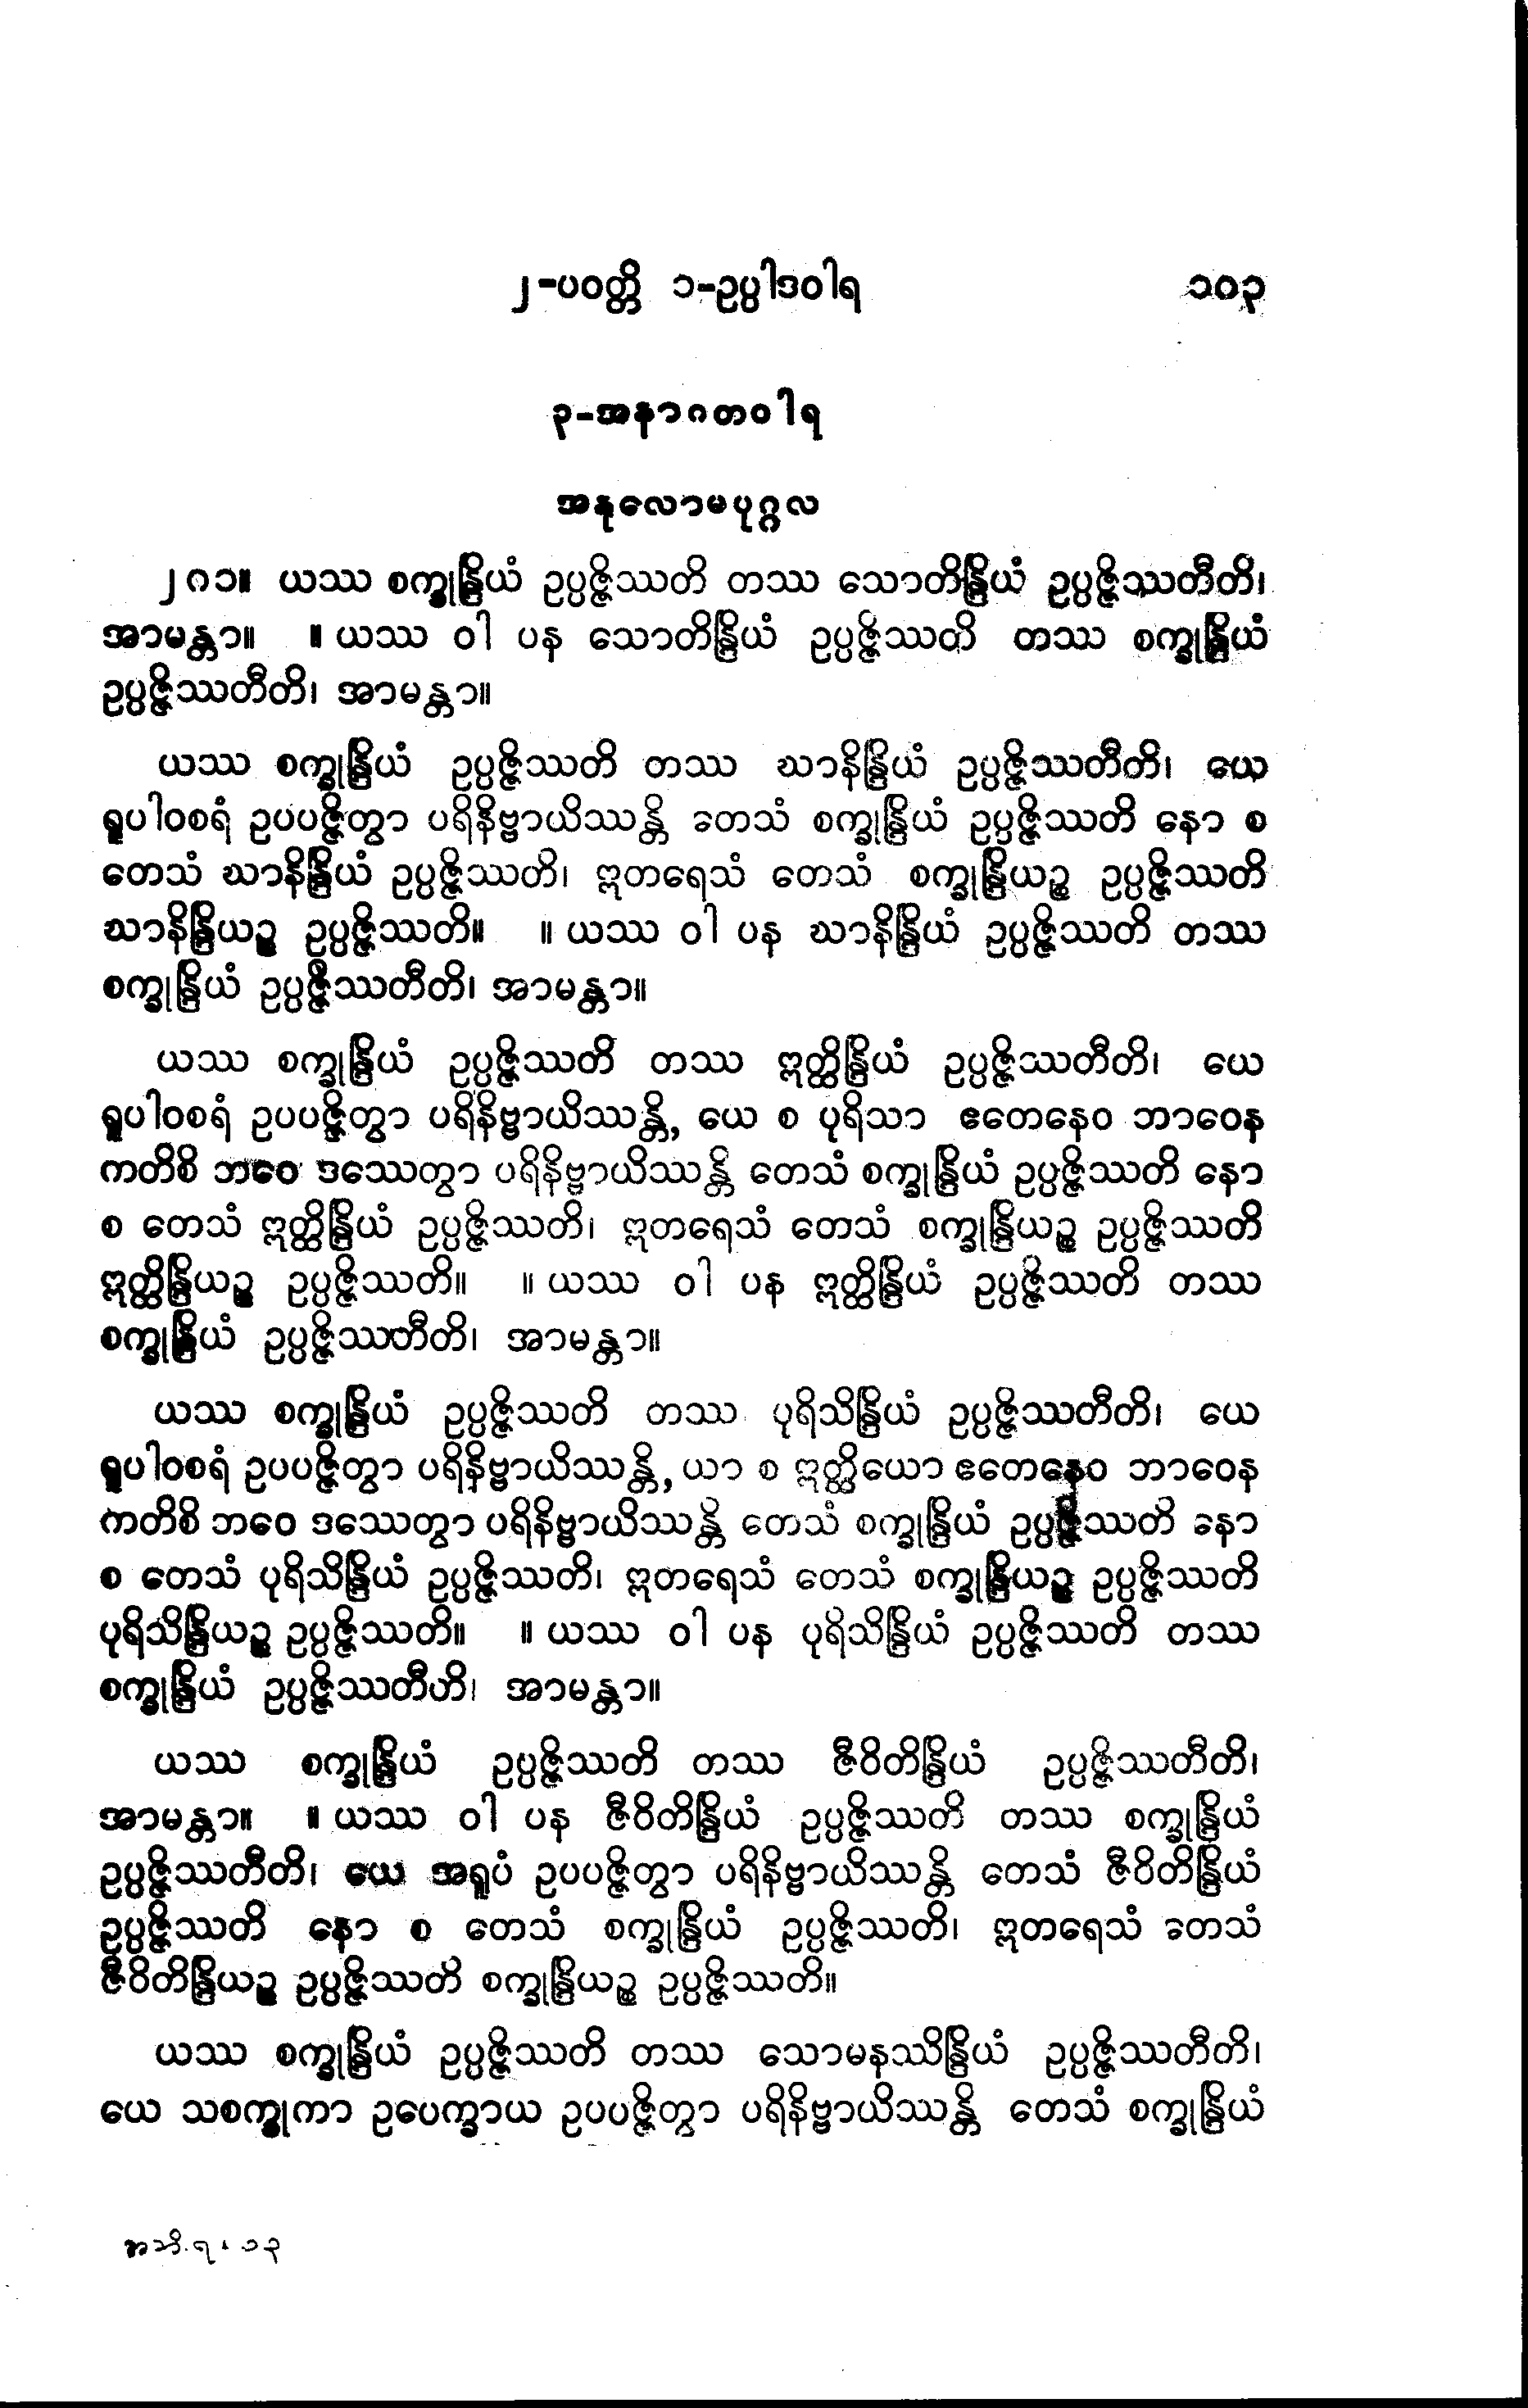 ၂-ပဝတ္တိ ၁-ဥပ္ပါဒဝါရ ၁၀၃
၃-အနာဂတဝါရ
အနုလောမပုဂ္ဂလ
၂၈၁။ ယဿ စက္ခုန္ဒြိယံ ဥပ္ပဇ္ဇိဿတိ တဿ သောတိန္ဒြိယံ ဥပ္ပဇ္ဇိဿတီတိ၊
အာမန္တာ။ ။ ယဿ ဝါ ပန သောတိန္ဒြိယံ ဥပ္ပဇ္ဇိဿတိ တဿ စက္ခုန္ဒြိယံ
ဥပ္ပဇ္ဇိဿတီတိ၊ အာမန္တာ။
ယဿ စက္ခုန္ဒြိယံ ဥပ္ပဇ္ဇိဿတိ တဿ ဃာနိန္ဒြိယံ ဥပ္ပဇ္ဇိဿတီတိ၊ ယေ
ရူပါဝစရံ ဥပပဇ္ဇိတွာ ပရိနိဗ္ဗာယိဿန္တိ တေသံ စက္ခုန္ဒြိယံ ဥပ္ပဇ္ဇိဿတိ နော စ
တေသံ ဃာနိန္ဒြိယံ ဥပ္ပဇ္ဇိဿတိ၊ ဣတရေသံ တေသံ စက္ခုန္ဒြိယဉ္စ ဥပ္ပဇ္ဇိဿတိ
ဃာနိန္ဒြိယဉ္စ ဥပ္ပဇ္ဇိဿတိ။ ။ ယဿ ဝါ ပန ဃာနိန္ဒြိယံ ဥပ္ပဇ္ဇိဿတိ တဿ
စက္ခုန္ဒြိယံ ဥပ္ပဇ္ဇိဿတီတိ၊ အာမန္တာ။
ယဿ စက္ခုန္ဒြိယံ ဥပ္ပဇ္ဇိဿတိ တဿ ဣတ္ထိန္ဒြိယံ ဥပ္ပဇ္ဇိဿတီတိ၊ ယေ
ရူပါဝစရံ ဥပပဇ္ဇိတွာ ပရိနိဗ္ဗာယိဿန္တိ, ယေ စ ပုရိသာ ဧတေနေဝ ဘာဝေန
ကတိစိ ဘဝေ ဒဿေတွာ ပရိနိဗ္ဗာယိဿန္တိ တေသံ စက္ခုန္ဒြိယံ ဥပ္ပဇ္ဇိဿတိ နော
စ တေသံ ဣတ္ထိန္ဒြိယံ ဥပ္ပဇ္ဇိဿတိ၊ ဣတရေသံ တေသံ စက္ခုန္ဒြိယဉ္စ ဥပ္ပဇ္ဇိဿတိ
ဣတ္ထိန္ဒြိယဉ္စ ဥပ္ပဇ္ဇိဿတိ။ ။ ယဿ ဝါ ပန ဣတ္ထိန္ဒြိယံ ဥပ္ပဇ္ဇိဿတိ တဿ
စက္ခုန္ဒြိယံ ဥပ္ပဇ္ဇိဿတီတိ၊ အာမန္တာ။
ယဿ စက္ခုန္ဒြိယံ ဥပ္ပဇ္ဇိဿတိ တဿ ပုရိသိန္ဒြိယံ ဥပ္ပဇ္ဇိဿတီတိ၊ ယေ
ရူပါဝစရံ ဥပပဇ္ဇိတွာ ပရိနိဗ္ဗာယိဿန္တိ, ယာ စ ဣတ္ထိယော ဧတေနေဝ ဘာဝေန
ကတိစိ ဘဝေ ဒဿေတွာ ပရိနိဗ္ဗာယိဿန္တိ တေသံ စက္ခုန္ဒြိယံ ဥပ္ပဇ္ဇိဿတိ နော
စ တေသံ ပုရိသိန္ဒြိယံ ဥပ္ပဇ္ဇိဿတိ၊ ဣတရေသံ တေသံ စက္ခုန္ဒြိယဉ္စ ဥပ္ပဇ္ဇိဿတိ
ပုရိသိန္ဒြိယဉ္စ ဥပ္ပဇ္ဇိဿတိ။ ။ ယဿ ဝါ ပန ပုရိသိန္ဒြိယံ ဥပ္ပဇ္ဇိဿတိ တဿ
စက္ခုန္ဒြိယံ ဥပ္ပဇ္ဇိဿတီတိ၊ အာမန္တာ။
ယဿ စက္ခုန္ဒြိယံ ဥပ္ပဇ္ဇိဿတိ တဿ ဇီဝိတိန္ဒြိယံ ဥပ္ပဇ္ဇိဿတီတိ၊
အာမန္တာ။ ။ ယဿ ဝါ ပန ဇီဝိတိန္ဒြိယံ ဥပ္ပဇ္ဇိဿတိ တဿ စက္ခုန္ဒြိယံ
ဥပ္ပဇ္ဇိဿတီတိ၊ ယေ အရူပံ ဥပပဇ္ဇိတွာ ပရိနိဗ္ဗာယိဿန္တိ တေသံ ဇီဝိတိန္ဒြိယံ
ဥပ္ပဇ္ဇိဿတိ နော စ တေသံ စက္ခုန္ဒြိယံ ဥပ္ပဇ္ဇိဿတိ၊ ဣတရေသံ တေသံ
ဇီဝိတိန္ဒြိယဉ္စ ဥပ္ပဇ္ဇိဿတိ စက္ခုန္ဒြိယဉ္စ ဥပ္ပဇ္ဇိဿတိ။
ယဿ စက္ခုန္ဒြိယံ ဥပ္ပဇ္ဇိဿတိ တဿ သောမနဿိန္ဒြိယံ ဥပ္ပဇ္ဇိဿတီတိ၊
ယေ သစက္ခုကာ ဥပေက္ခာယ ဥပပဇ္ဇိတွာ ပရိနိဗ္ဗာယိဿန္တိ တေသံ စက္ခုန္ဒြိယံ
အဘိ.ရ. ၁၃